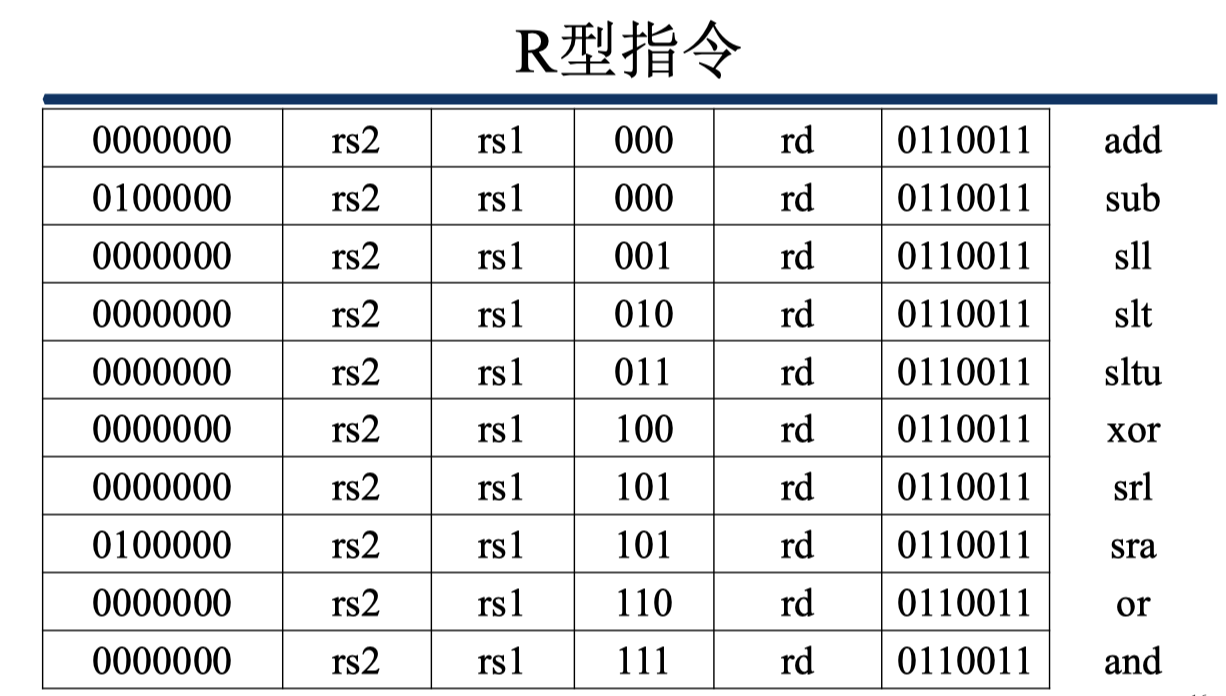 R型指令
0000000 rs2 rs1 000 rd 0110011 add
0100000 rs2 rs1 000 rd 0110011 sub
0000000 rs2 rs1 001 rd 0110011 sll
0000000 rs2 rs1 010 rd 0110011 slt
0000000 rs2 rs1 011 rd 0110011 sltu
0000000 rs2 rs1 100 rd 0110011 xor
0000000 rs2 rs1 101 rd 0110011 srl
0100000 rs2 rs1 101 rd 0110011 sra
0000000 rs2 rs1 110 rd 0110011 or
0000000 rs2 rs1 111 rd 0110011 and